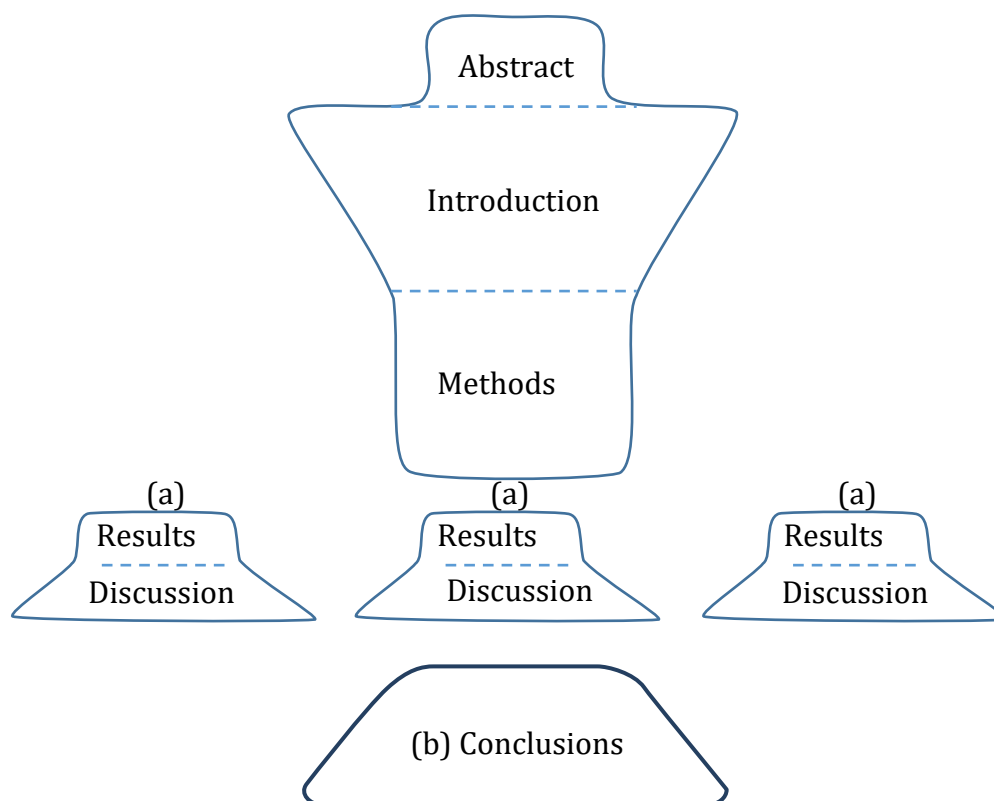 Abstract
Introduction
Methods
(a) (a) (a)
Results Results Results
Discussion Discussion Discussion
(b) Conclusions